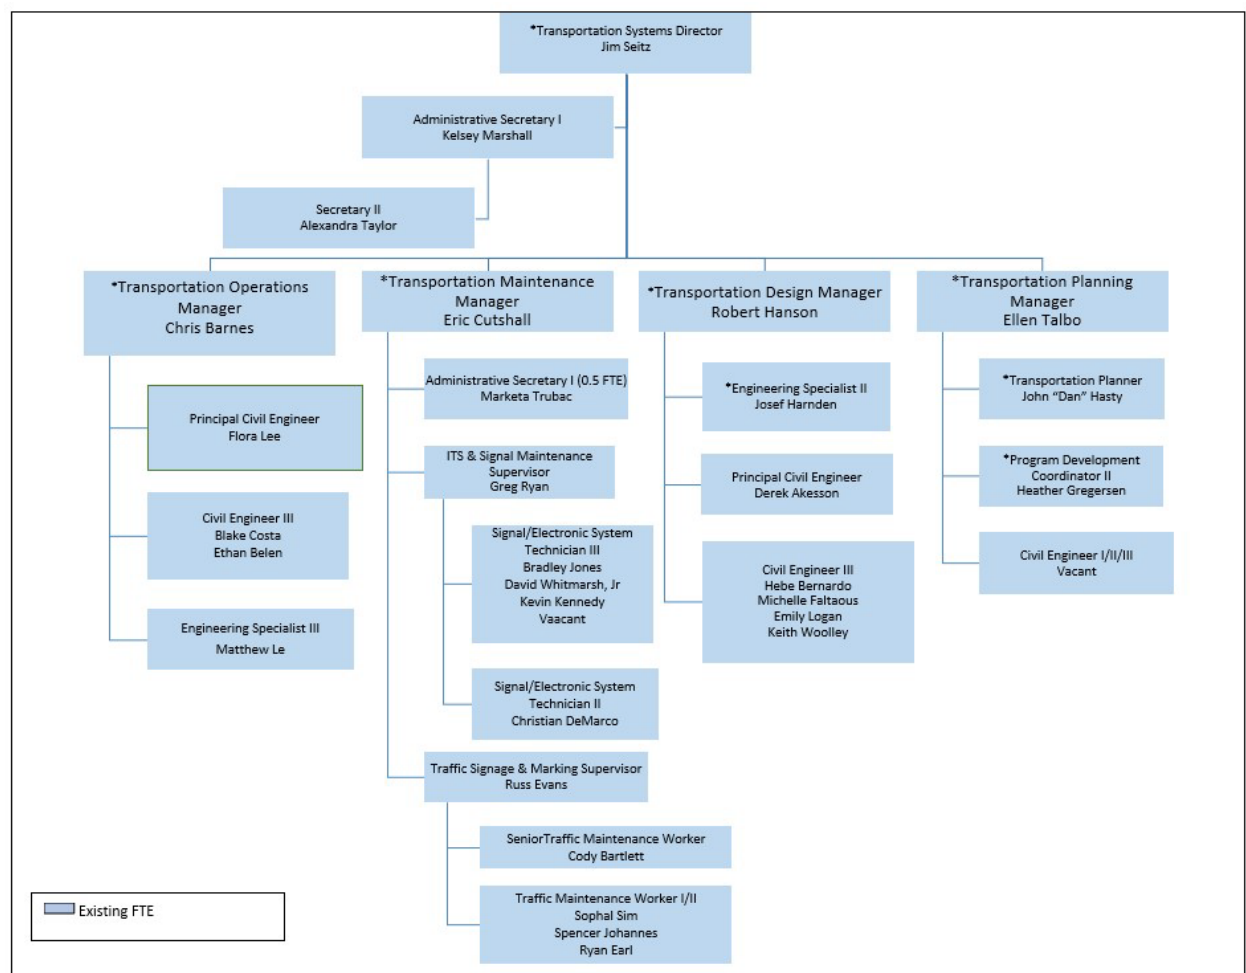 *Transportation Systems Director
Jim Seitz
Administrative Secretary I
Kelsey Marshall
Secretary II
Alexandra Taylor
*Transportation Operations
Manager
Chris Barnes
Principal Civil Engineer
Flora Lee
Civil Engineer III
Blake Costa
Ethan Belen
Engineering Specialist III
Matthew Le
*Transportation Maintenance
Manager
Eric Cutshall
Administrative Secretary I (0.5 FTE)
Marketa Trubac
ITS & Signal Maintenance
Supervisor
Greg Ryan
Signal/Electronic System
Technician III
Bradley Jones
David Whitmarsh, Jr
Kevin Kennedy
Vaacant
Signal/Electronic System
Technician II
Christian DeMarco
Traffic Signage & Marking Supervisor
Russ Evans
SeniorTraffic Maintenance Worker
Cody Bartlett
Traffic Maintenance Worker I/II
Sophal Sim
Spencer Johannes
Ryan Earl
*Transportation Design Manager
Robert Hanson
*Engineering Specialist II
Josef Harnden
Principal Civil Engineer
Derek Akesson
Civil Engineer III
Hebe Bernardo
Michelle Faltaous
Emily Logan
Keith Woolley
*Transportation Planning
Manager
Ellen Talbo
*Transportation Planner
John “Dan” Hasty
*Program Development
Coordinator II
Heather Gregersen
Civil Engineer I/II/III
Vacant
Existing FTE